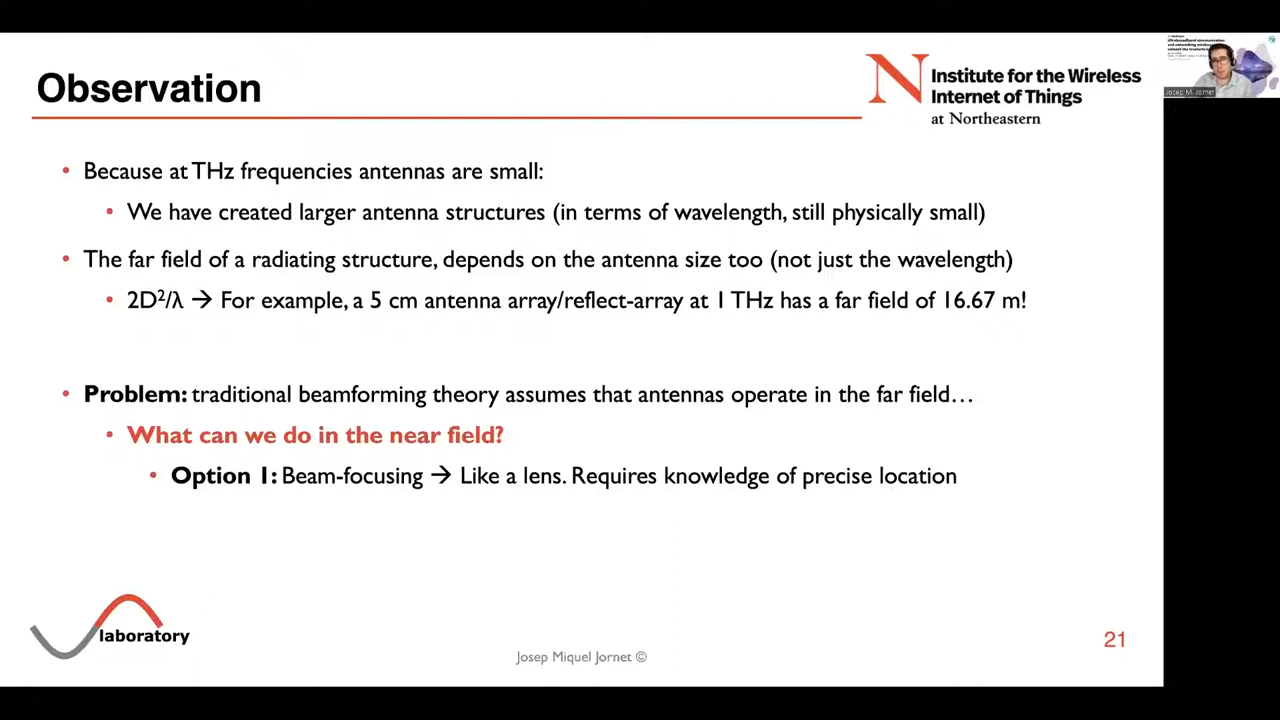 Observation
Institute for the Wireless
Internet of Things
at Northeastern
Josep M. Jornet
• Because at THz frequencies antennas are small:
• We have created larger antenna structures (in terms of wavelength, still physically small)
• The far field of a radiating structure, depends on the antenna size too (not just the wavelength)
• 2D²/λ → For example, a 5 cm antenna array/reflect-array at 1 THz has a far field of 16.67 m!
• Problem: traditional beamforming theory assumes that antennas operate in the far field…
• What can we do in the near field?
• Option 1: Beam-focusing → Like a lens. Requires knowledge of precise location
laboratory
Josep Miquel Jornet ©
21